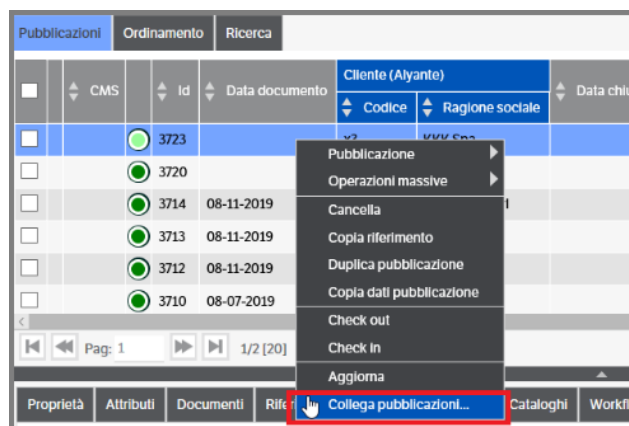 Pubblicazioni Ordinamento Ricerca
Cliente (Alyante)
CMS Id Data documento Data chiu
Codice Ragione sociale
3723
Pubblicazione
3720
Operazioni massive
3714 08-11-2019
Cancella
3713 08-11-2019
Copia riferimento
3712 08-11-2019
Duplica pubblicazione
3710 08-07-2019
Copia dati pubblicazione
Check out
Pag: 1 1/2 [20]
Check in
Aggiorna
Proprietà Attributi Documenti Collega pubblicazioni... Cataloghi Workfl